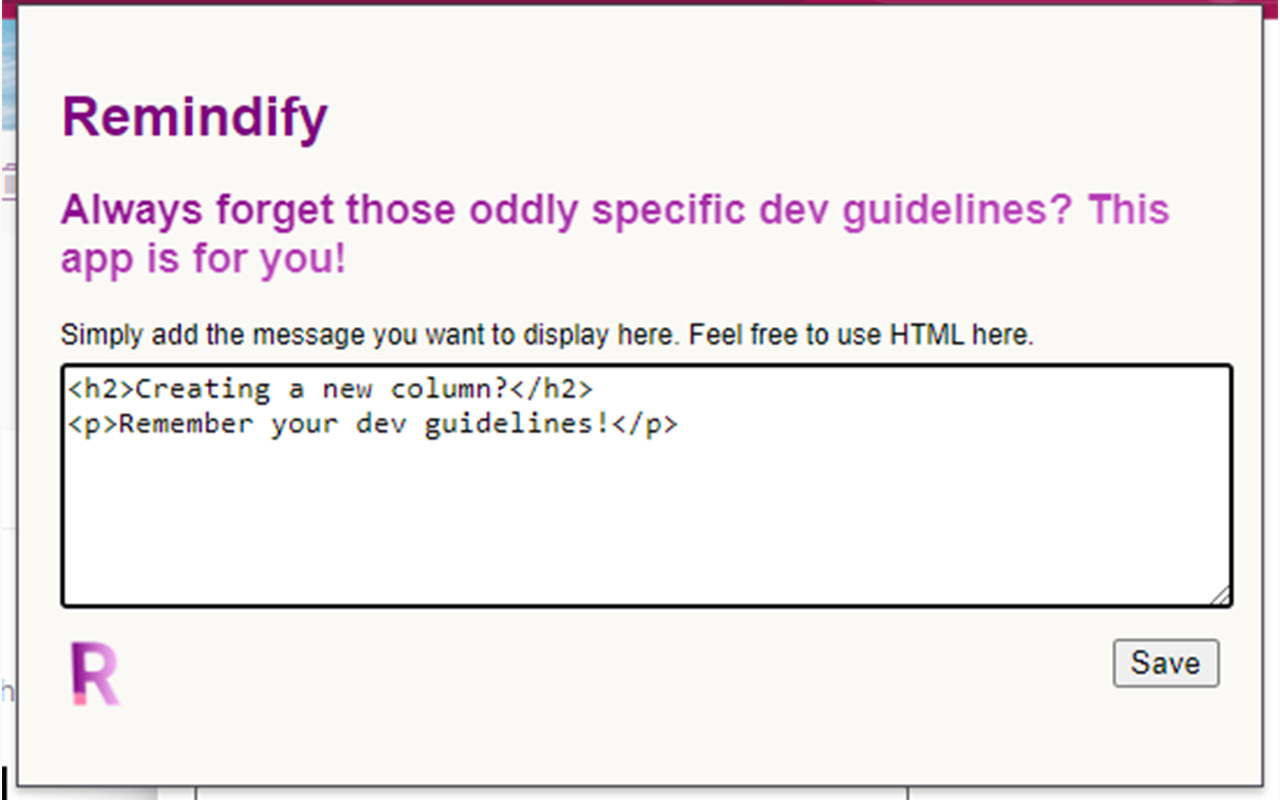 Remindify
Always forget those oddly specific dev guidelines? This
app is for you!
Simply add the message you want to display here. Feel free to use HTML here.
<h2>Creating a new column?</h2>
<p>Remember your dev guidelines!</p>
R
Save
h